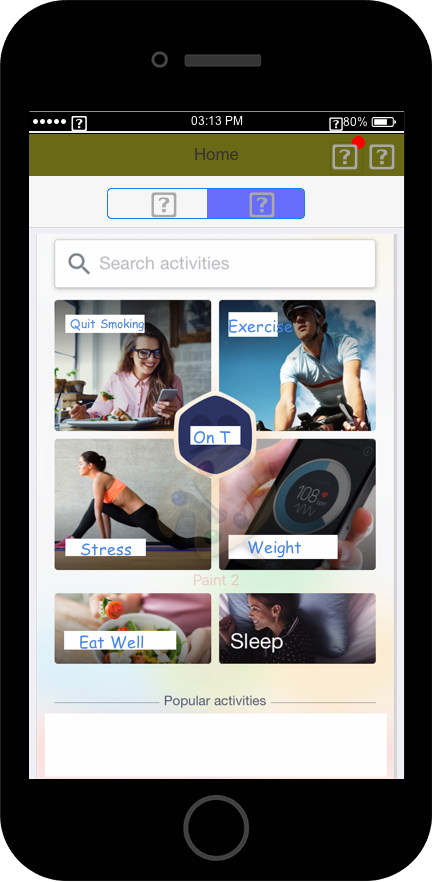 03:13 PM
80%
Home
Search activities
Quit Smoking
Exercise
On T
Stress
Weight
108
Paint 2
Eat Well
Sleep
Popular activities